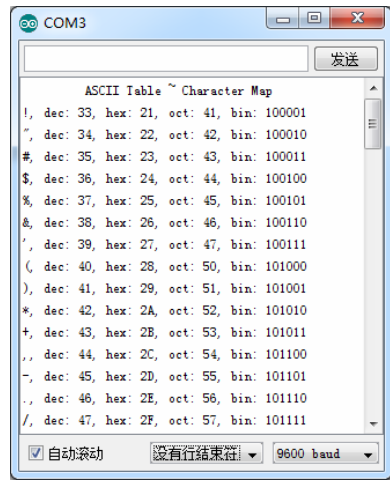 COM3
发送
ASCII Table ~ Character Map
!, dec: 33, hex: 21, oct: 41, bin: 100001
", dec: 34, hex: 22, oct: 42, bin: 100010
#, dec: 35, hex: 23, oct: 43, bin: 100011
$, dec: 36, hex: 24, oct: 44, bin: 100100
%, dec: 37, hex: 25, oct: 45, bin: 100101
&, dec: 38, hex: 26, oct: 46, bin: 100110
', dec: 39, hex: 27, oct: 47, bin: 100111
(, dec: 40, hex: 28, oct: 50, bin: 101000
), dec: 41, hex: 29, oct: 51, bin: 101001
*, dec: 42, hex: 2A, oct: 52, bin: 101010
+, dec: 43, hex: 2B, oct: 53, bin: 101011
,, dec: 44, hex: 2C, oct: 54, bin: 101100
-, dec: 45, hex: 2D, oct: 55, bin: 101101
., dec: 46, hex: 2E, oct: 56, bin: 101110
/, dec: 47, hex: 2F, oct: 57, bin: 101111
自动滚动 没有行结束符 9600 baud